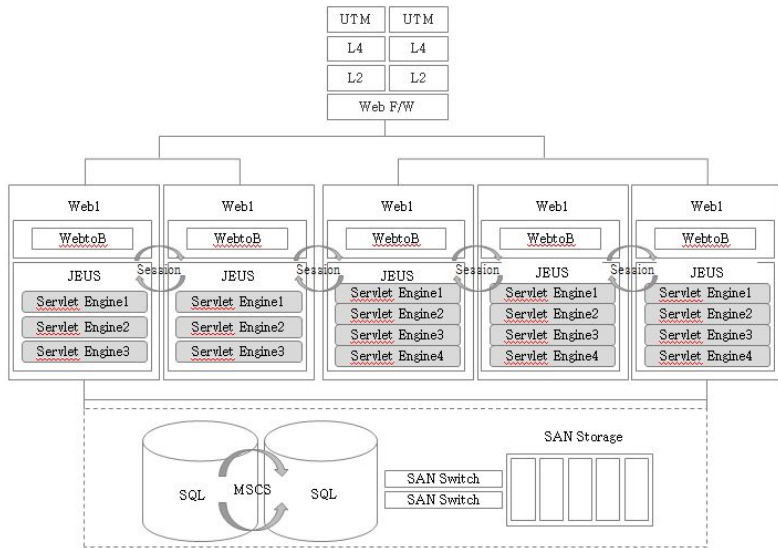 UTM UTM
L4 L4
L2 L2
Web F/W
Web1 Web1 Web1 Web1 Web1
WebtoB WebtoB WebtoB WebtoB WebtoB
Session Session Session Session
JEUS JEUS JEUS JEUS JEUS
Servlet Engine1 Servlet Engine1 Servlet Engine1 Servlet Engine1 Servlet Engine1
Servlet Engine2 Servlet Engine2 Servlet Engine2 Servlet Engine2 Servlet Engine2
Servlet Engine3 Servlet Engine3 Servlet Engine3 Servlet Engine3 Servlet Engine3
Servlet Engine4 Servlet Engine4 Servlet Engine4
SAN Storage
SQL MSCS SQL
SAN Switch
SAN Switch